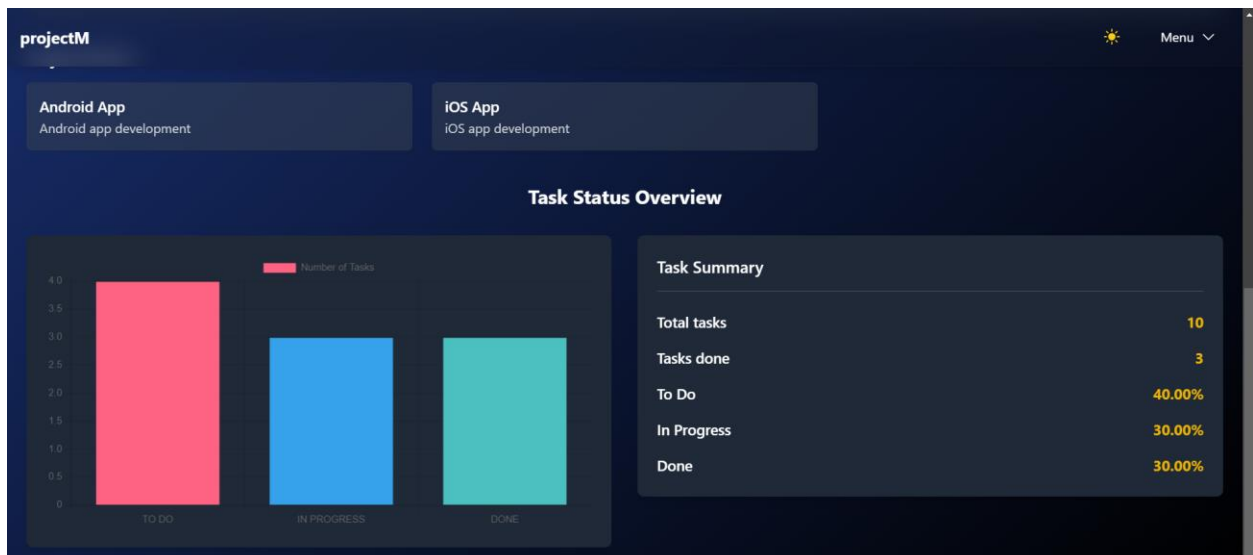 projectM
Menu
Android App
Android app development
iOS App
iOS app development
Task Status Overview
Number of Tasks
4.0
3.5
3.0
2.5
2.0
1.5
1.0
0.5
0
TO DO
IN PROGRESS
DONE
Task Summary
Total tasks 10
Tasks done 3
To Do 40.00%
In Progress 30.00%
Done 30.00%